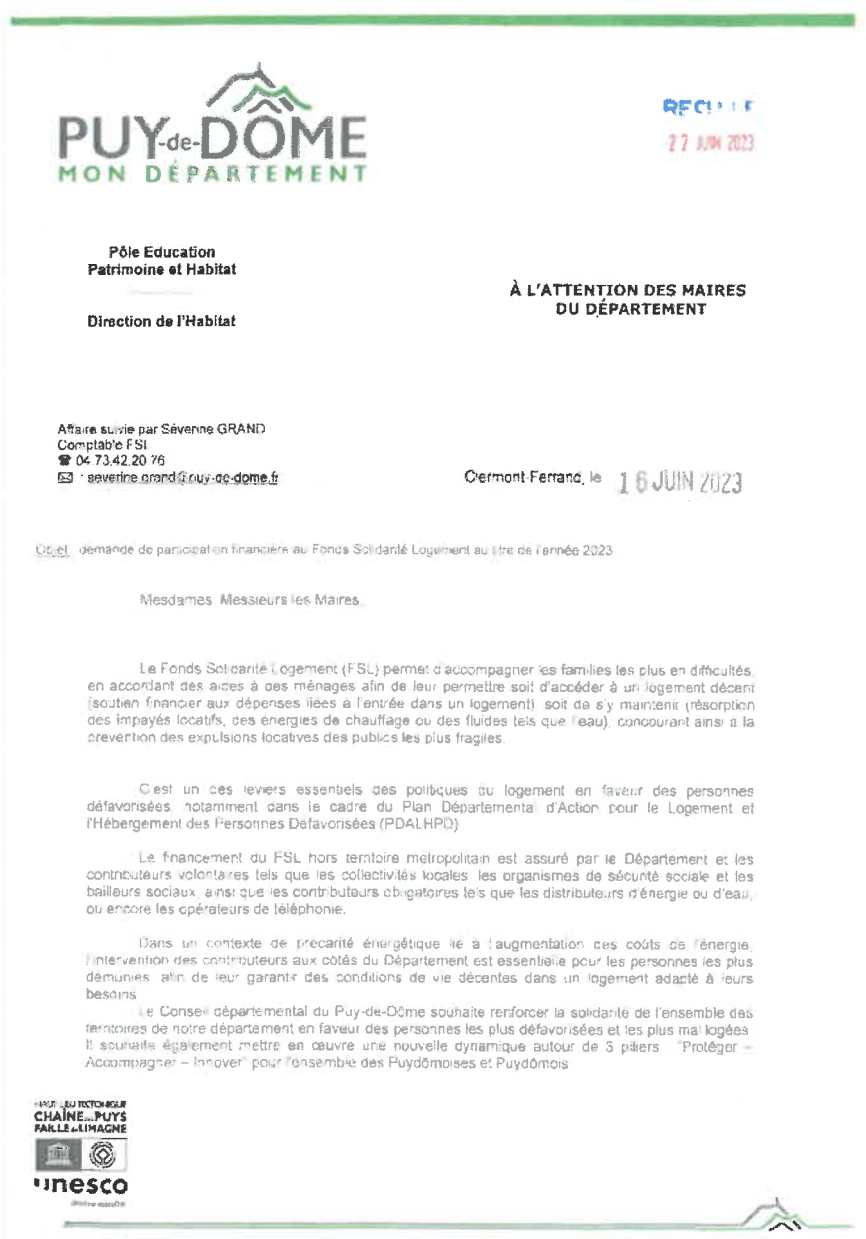 PUY-de-DÔME
MON DÉPARTEMENT
27 JUIN 2023
Pôle Education
Patrimoine et Habitat
Direction de l'Habitat
À L'ATTENTION DES MAIRES
DU DÉPARTEMENT
Affaire suivie par Séverine GRAND
Comptable FSL
☎ 04 73.42.20 76
✉ : severine.grand@puy-de-dome.fr
Clermont-Ferrand, le 16 JUIN 2023
Objet demande de participation financière au Fonds Solidarité Logement au titre de l'année 2023
Mesdames Messieurs les Maires,
Le Fonds Solidarité Logement (FSL) permet d'accompagner les familles les plus en difficultés,
en accordant des aides à des ménages afin de leur permettre soit d'accéder à un logement décent
(soutien financier aux dépenses liées à l'entrée dans un logement) soit de s'y maintenir (résorption
des impayés locatifs, des énergies de chauffage ou des fluides tels que l'eau), concourant ainsi à la
prévention des expulsions locatives des publics les plus fragiles.
C'est un des leviers essentiels des politiques du logement en faveur des personnes
défavorisées, notamment dans le cadre du Plan Départemental d'Action pour le Logement et
l'Hébergement des Personnes Défavorisées (PDALHPD)
Le financement du FSL hors territoire métropolitain est assuré par le Département et les
contributeurs volontaires tels que les collectivités locales les organismes de sécurité sociale et les
bailleurs sociaux, ainsi que les contributeurs obligatoires tels que les distributeurs d'énergie ou d'eau,
ou encore les opérateurs de téléphonie.
Dans un contexte de précarité énergétique lié à l'augmentation des coûts de l'énergie,
l'intervention des contributeurs aux côtés du Département est essentielle pour les personnes les plus
démunies afin de leur garantir des conditions de vie décentes dans un logement adapté à leurs
besoins
Le Conseil départemental du Puy-de-Dôme souhaite renforcer la solidarité de l'ensemble des
territoires de notre département en faveur des personnes les plus défavorisées et les plus mal logées
Il souhaite également mettre en œuvre une nouvelle dynamique autour de 3 piliers "Protéger –
Accompagner – Innover" pour l'ensemble des Puydômoises et Puydômois
HAUT LIEU TECTONIQUE
CHAÎNE DES PUYS
FAILLE DE LIMAGNE
unesco